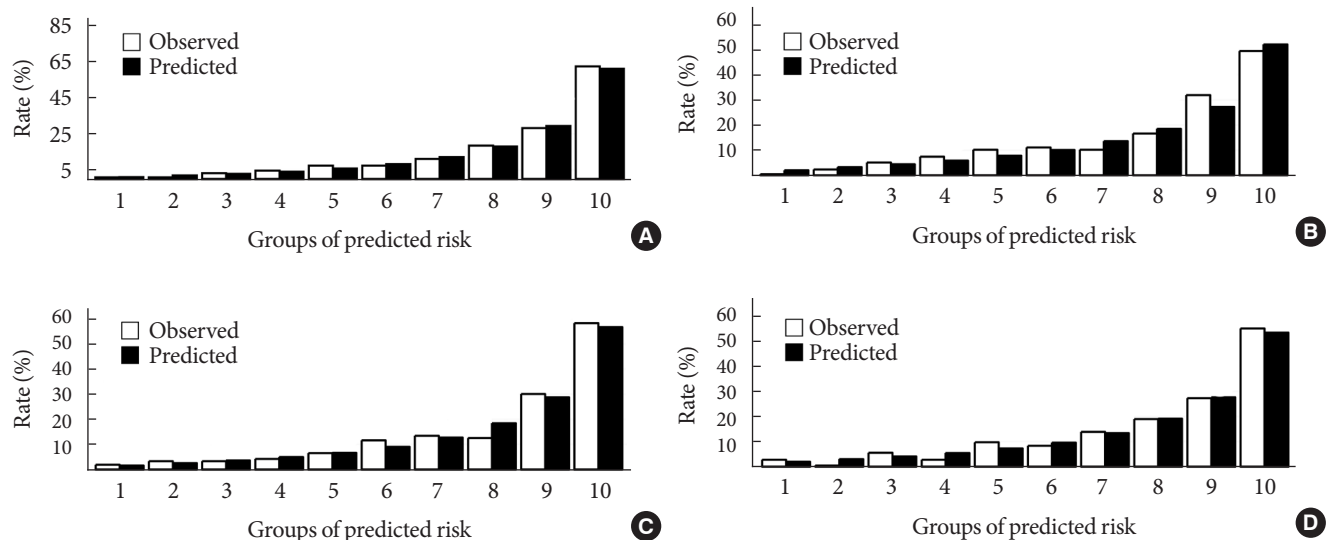 85
65
45
25
5
Rate (%)
Observed
Predicted
1 2 3 4 5 6 7 8 9 10
Groups of predicted risk
A
60
50
40
30
20
10
Rate (%)
Observed
Predicted
1 2 3 4 5 6 7 8 9 10
Groups of predicted risk
B
60
50
40
30
20
10
Rate (%)
Observed
Predicted
1 2 3 4 5 6 7 8 9 10
Groups of predicted risk
C
60
50
40
30
20
10
Rate (%)
Observed
Predicted
1 2 3 4 5 6 7 8 9 10
Groups of predicted risk
D